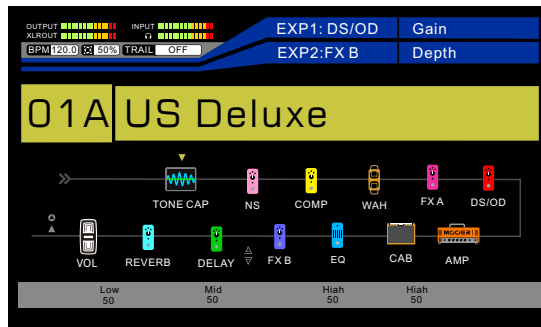 OUTPUT INPUT
XLROUT
BPM 120.0 50% TRAIL OFF
EXP1: DS/OD Gain
EXP2:FX B Depth
01A US Deluxe
TONE CAP NS COMP WAH FX A DS/OD
MOOER
VOL REVERB DELAY FX B EQ CAB AMP
Low Mid Hiah Hiah
50 50 50 50